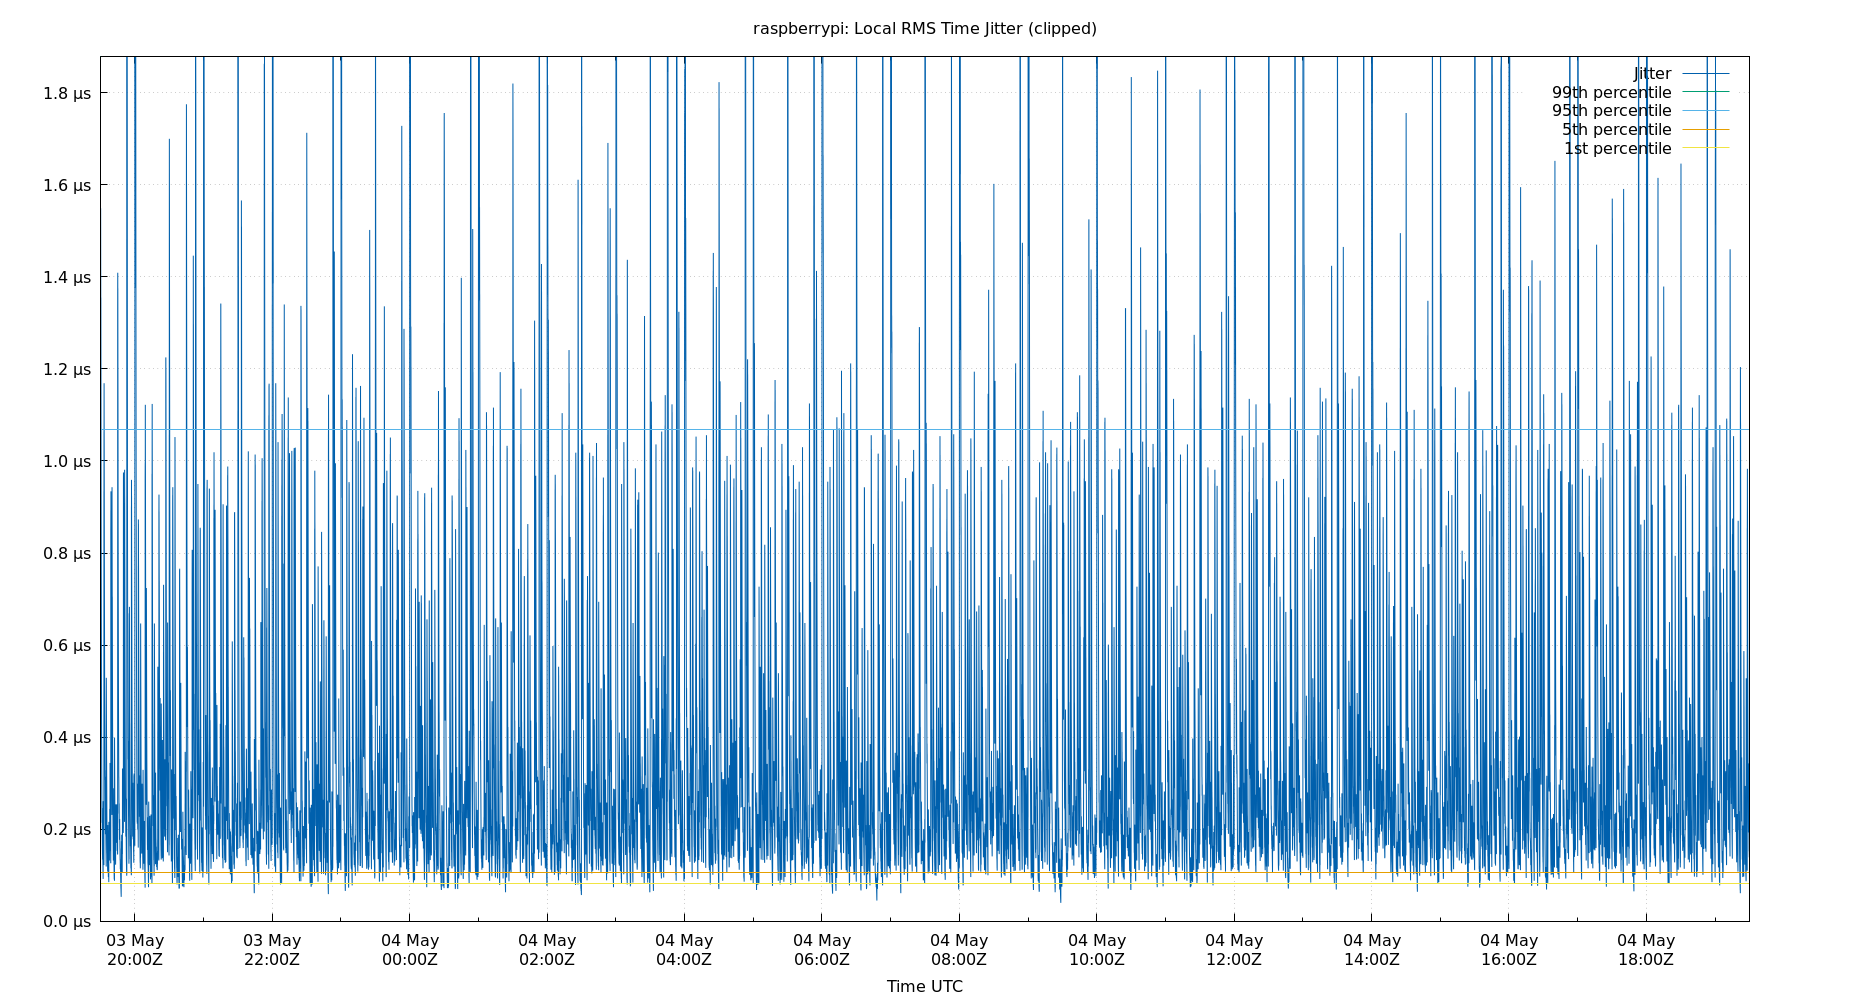 raspberrypi: Local RMS Time Jitter (clipped)
Jitter
99th percentile
95th percentile
5th percentile
1st percentile
1.8 µs
1.6 µs
1.4 µs
1.2 µs
1.0 µs
0.8 µs
0.6 µs
0.4 µs
0.2 µs
0.0 µs
03 May 03 May 04 May 04 May 04 May 04 May 04 May 04 May 04 May 04 May 04 May 04 May
20:00Z 22:00Z 00:00Z 02:00Z 04:00Z 06:00Z 08:00Z 10:00Z 12:00Z 14:00Z 16:00Z 18:00Z
Time UTC